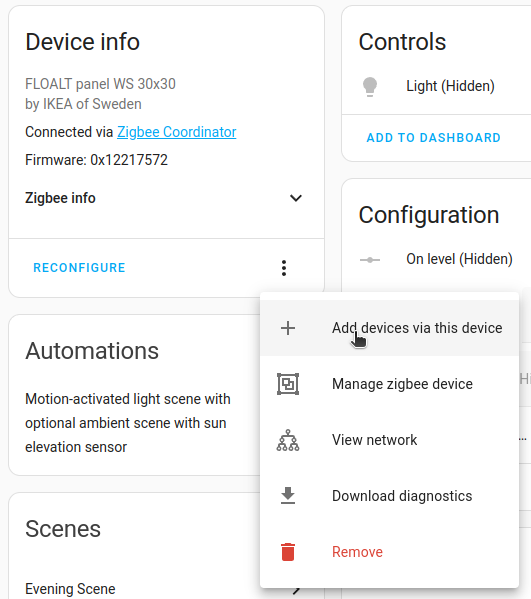 Device info
FLOALT panel WS 30x30
by IKEA of Sweden
Connected via Zigbee Coordinator
Firmware: 0x12217572
Zigbee info
RECONFIGURE
Controls
Light (Hidden)
ADD TO DASHBOARD
Configuration
On level (Hidden)
Add devices via this device
Manage zigbee device
View network
Download diagnostics
Remove
Automations
Motion-activated light scene with
optional ambient scene with sun
elevation sensor
Scenes
Evening Scene
Hi
...